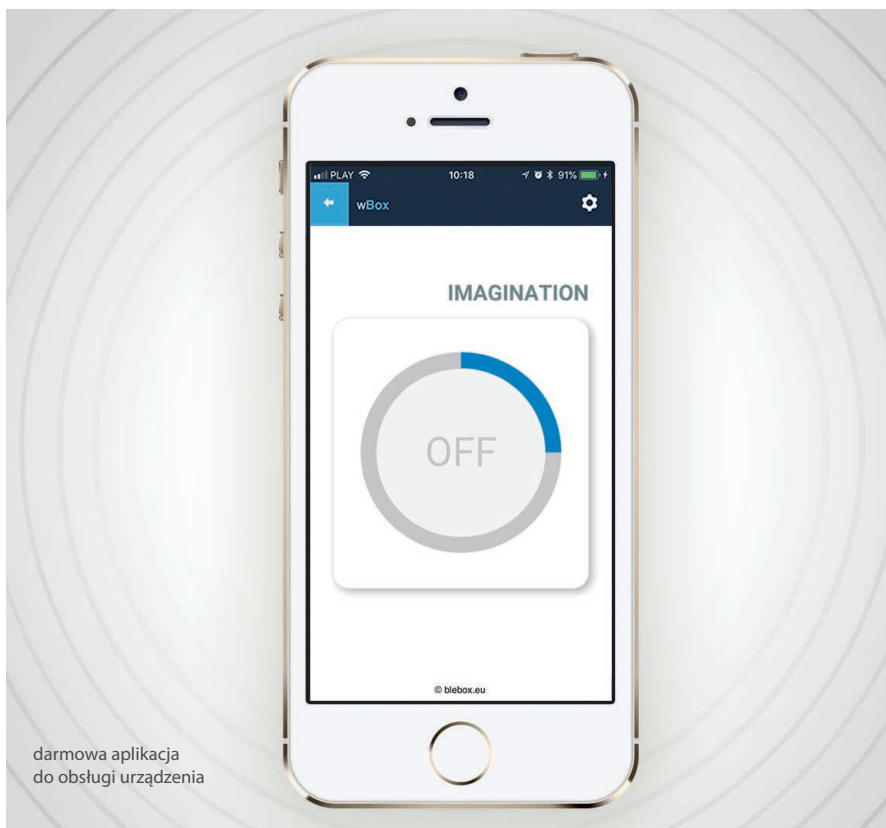 PLAY 10:18 91%
wBox
IMAGINATION
OFF
© blebox.eu
darmowa aplikacja
do obsługi urządzenia